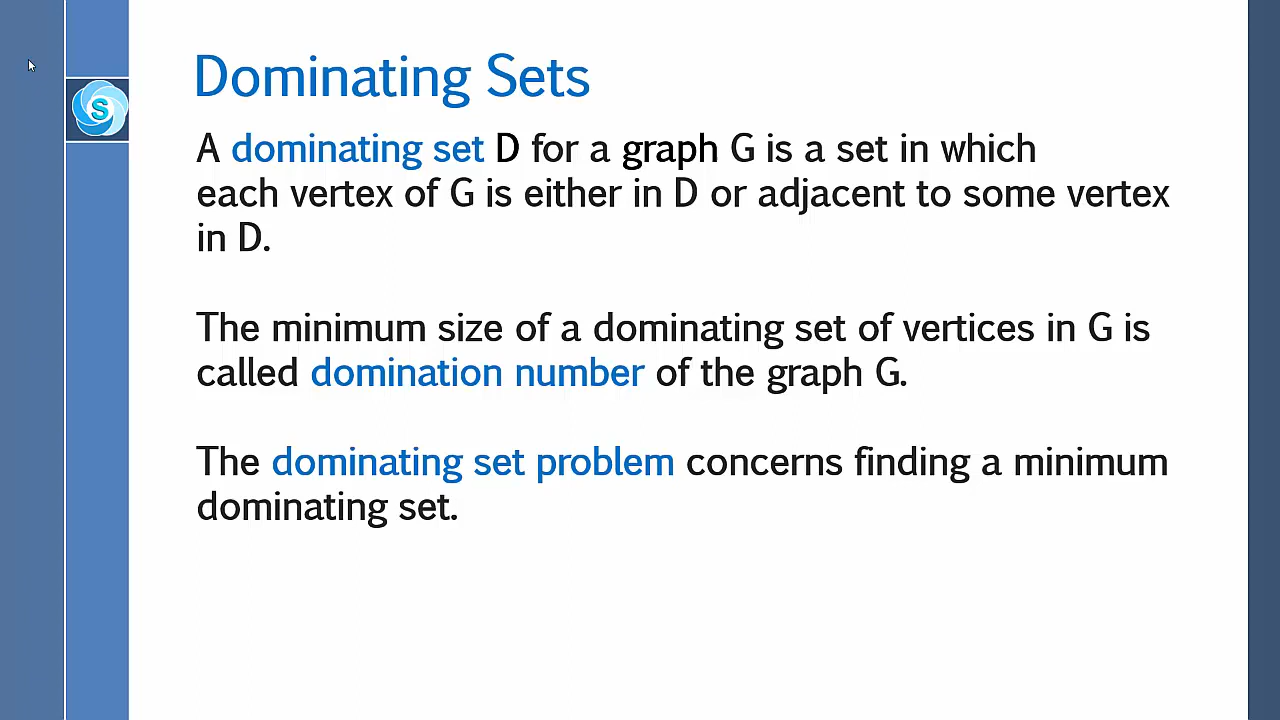 S
Dominating Sets
A dominating set D for a graph G is a set in which
each vertex of G is either in D or adjacent to some vertex
in D.
The minimum size of a dominating set of vertices in G is
called domination number of the graph G.
The dominating set problem concerns finding a minimum
dominating set.